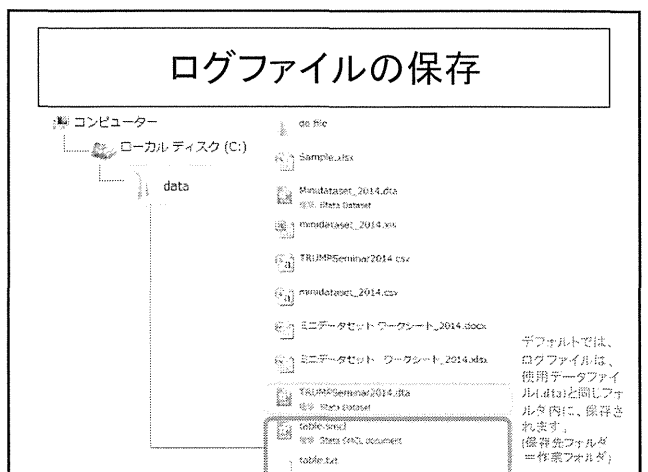 ログファイルの保存
コンピューター
ローカル ディスク (C:)
data
do file
Sample.xlsx
Minidataset_2014.dta
種類: Stata Dataset
minidataset_2014.xls
TRUMPSeminar2014.csv
minidataset_2014.csv
ミニデータセット ワークシート_2014.docx
ミニデータセット ワークシート_2014.xlsx
TRUMPSeminar2014.dta
種類: Stata Dataset
table.smcl
種類: Stata SMCL document
table.txt
デフォルトでは、
ログファイルは、
使用データファイ
ル(.dta)と同じフォ
ルダ内に、保存さ
れます。
(保存先フォルダ
=作業フォルダ)